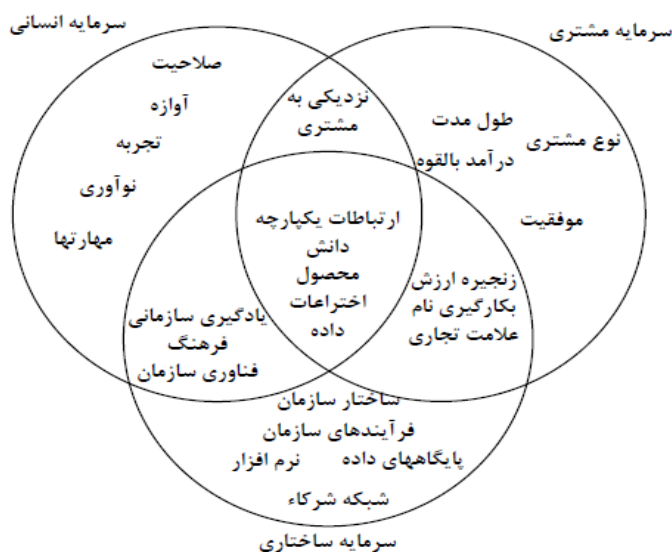 سرمایه مشتری
سرمایه انسانی
صلاحیت
آوازه
تجربه
نوآوری
مهارتها
نزدیکی به
مشتری
طول مدت
درآمد بالقوه
نوع مشتری
موفقیت
ارتباطات یکپارچه
دانش
محصول
اختراعات
داده
زنجیره ارزش
بکارگیری نام
علامت تجاری
یادگیری سازمانی
فرهنگ
فناوری سازمان
ساختار سازمان
فرآیندهای سازمان
پایگاههای داده
نرم افزار
شبکه شرکاء
سرمایه ساختاری